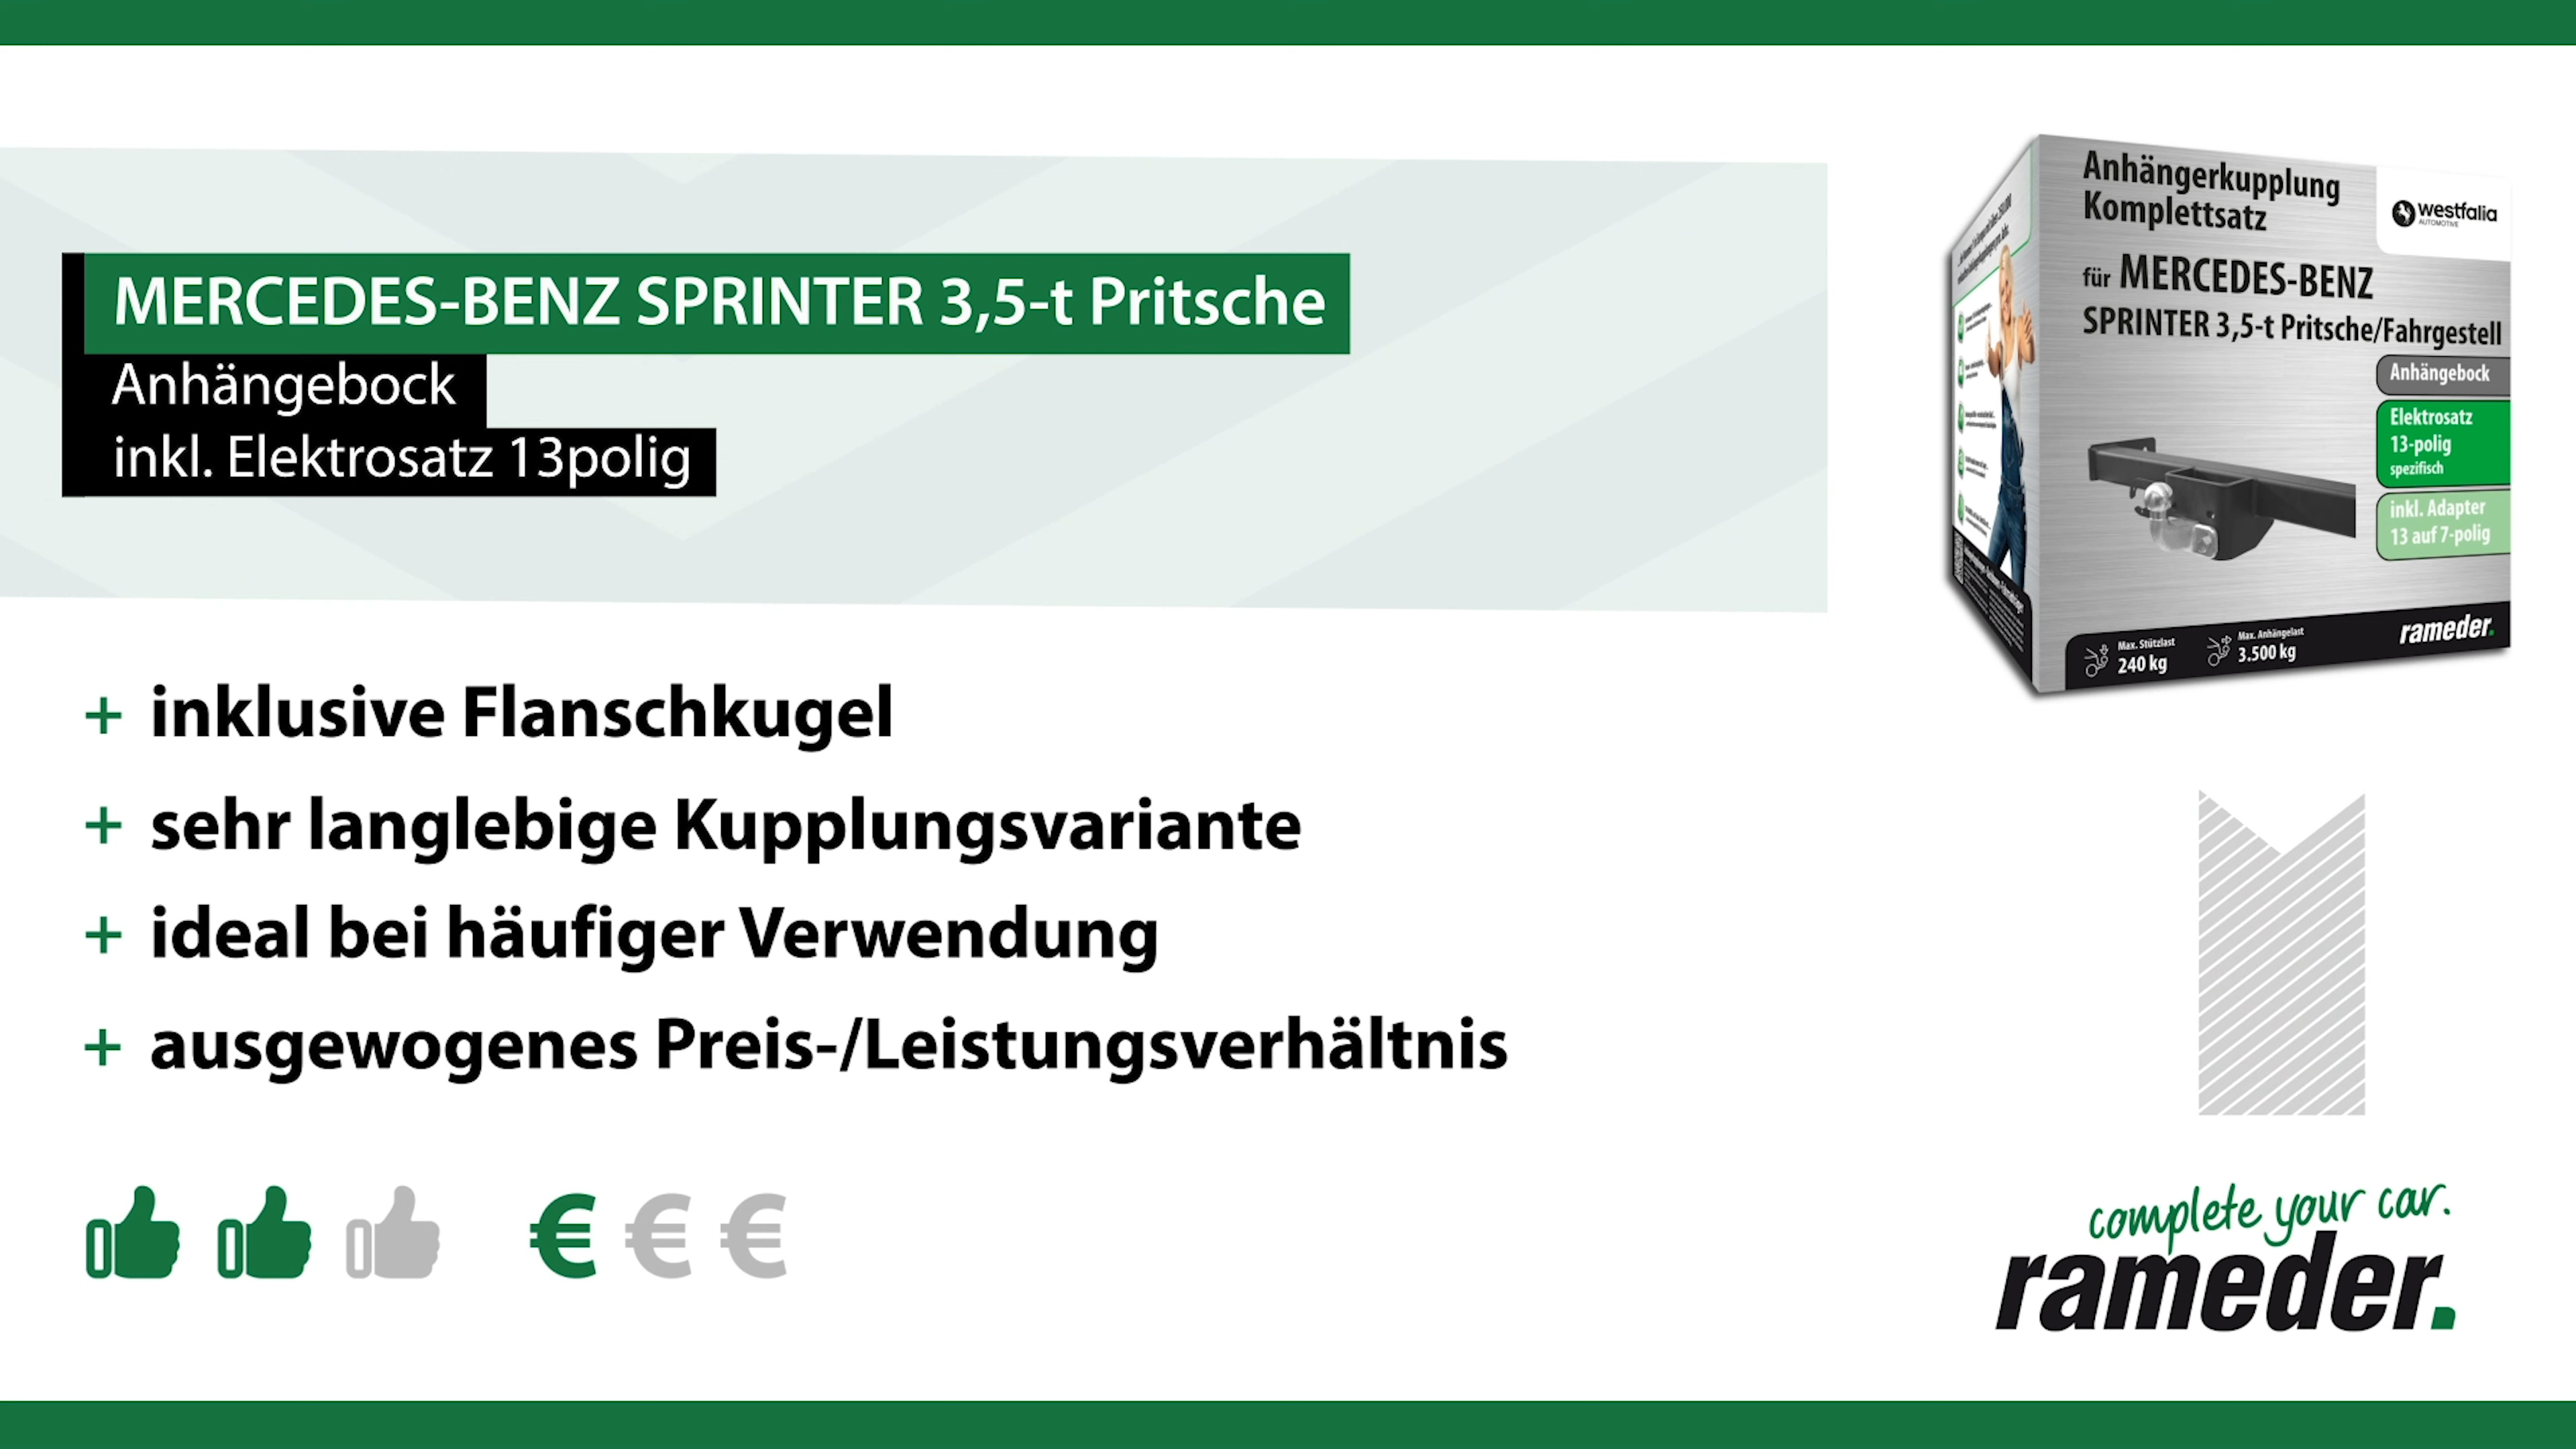 MERCEDES-BENZ SPRINTER 3,5-t Pritsche
Anhängebock
inkl. Elektrosatz 13polig
+ inklusive Flanschkugel
+ sehr langlebige Kupplungsvariante
+ ideal bei häufiger Verwendung
+ ausgewogenes Preis-/Leistungsverhältnis
€ € €
Anhängerkupplung
Komplettsatz
westfalia
AUTOMOTIVE
für MERCEDES-BENZ
SPRINTER 3,5-t Pritsche/Fahrgestell
Anhängebock
Elektrosatz
13-polig
spezifisch
inkl. Adapter
13 auf 7-polig
Max. Stützlast
240 kg
Max. Anhängelast
3.500 kg
rameder.
complete your car.
rameder.